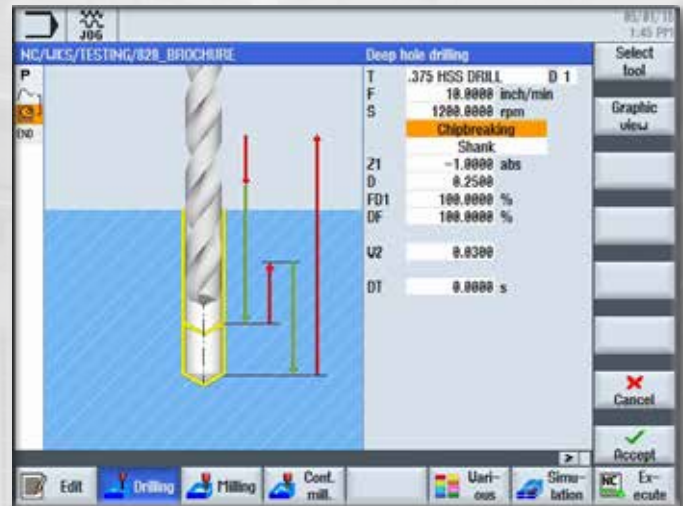 JOG
1:45 PM
NC/WKS/TESTING/828_BROCHURE
Deep hole drilling
Select
tool
P
T .375 HSS DRILL D 1
F 10.0000 inch/min
S 1200.0000 rpm
Graphic
view
Chipbreaking
END
Shank
Z1 -1.0000 abs
D 0.2500
FD1 100.0000 %
DF 100.0000 %
V2 0.0300
DT 0.0000 s
Cancel
Accept
>
Edit
Drilling
Milling
Cont.
mill.
Vari-
ous
Simu-
lation
NC Ex-
ecute